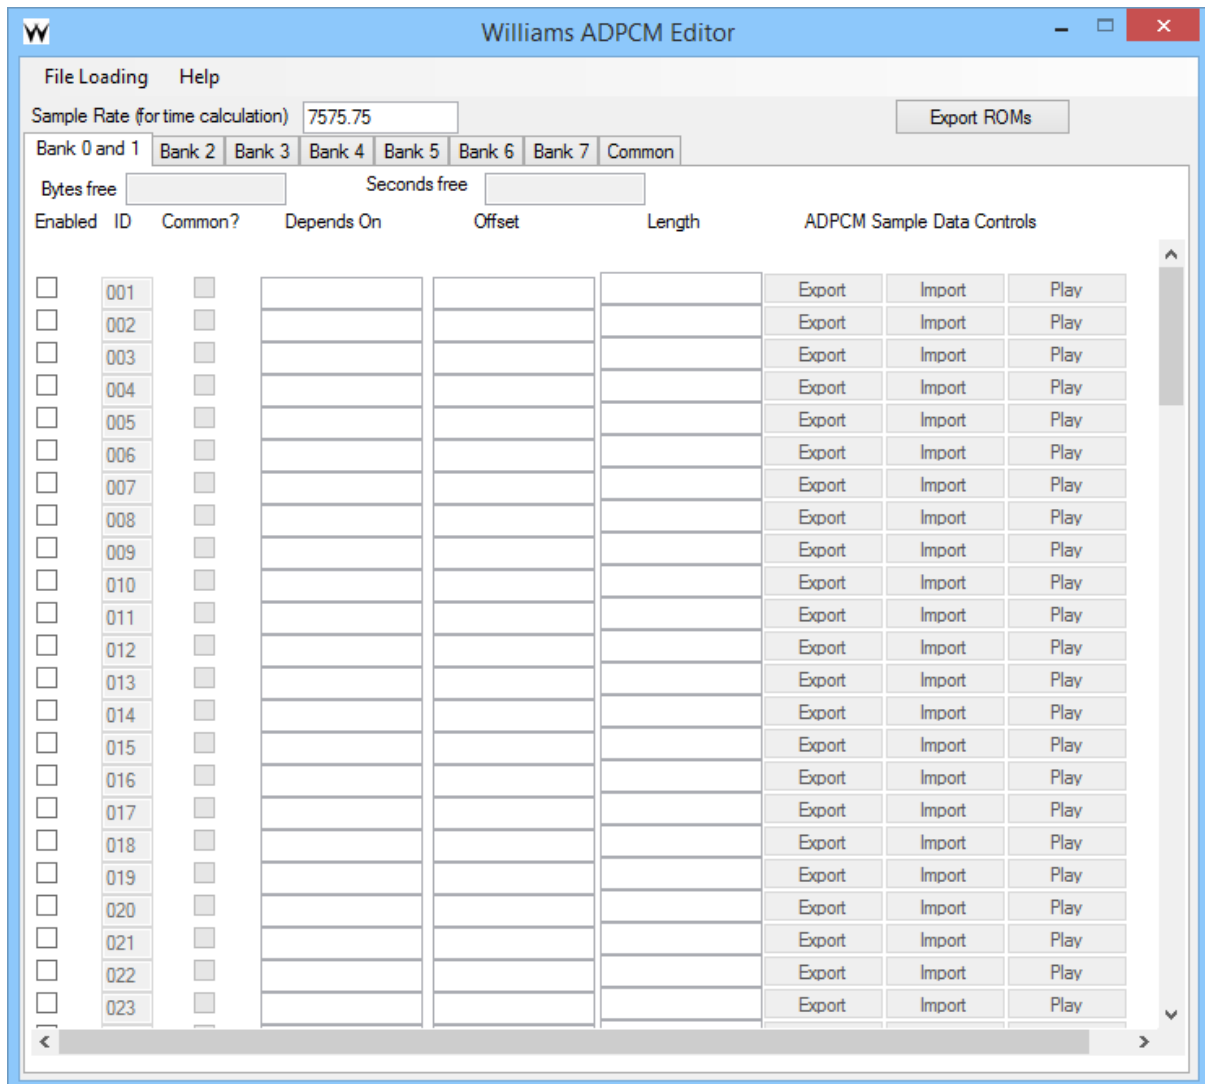 Williams ADPCM Editor
File Loading Help
Sample Rate (for time calculation) 7575.75 Export ROMs
Bank 0 and 1 Bank 2 Bank 3 Bank 4 Bank 5 Bank 6 Bank 7 Common
Bytes free Seconds free
Enabled ID Common? Depends On Offset Length ADPCM Sample Data Controls
001 Export Import Play
002 Export Import Play
003 Export Import Play
004 Export Import Play
005 Export Import Play
006 Export Import Play
007 Export Import Play
008 Export Import Play
009 Export Import Play
010 Export Import Play
011 Export Import Play
012 Export Import Play
013 Export Import Play
014 Export Import Play
015 Export Import Play
016 Export Import Play
017 Export Import Play
018 Export Import Play
019 Export Import Play
020 Export Import Play
021 Export Import Play
022 Export Import Play
023 Export Import Play